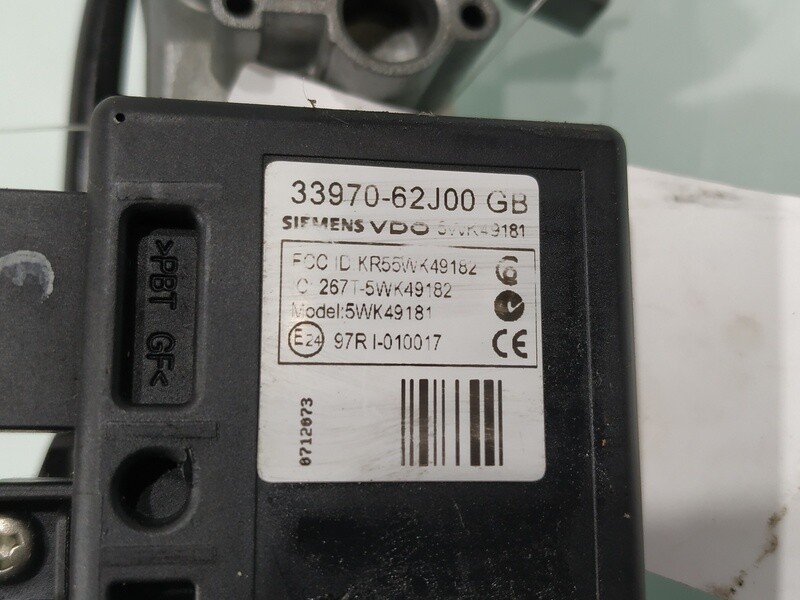 33970-62J00 GB
SIEMENS VDO 5WK49181
FCC ID KR55WK49182
IC: 267T-5WK49182
Model:5WK49181
E24 97R I-010017 CE
0712073
>PBT GF<